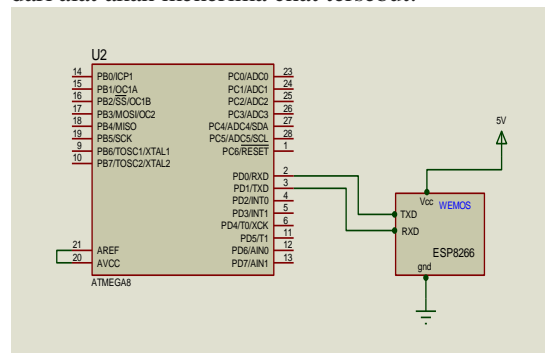 U2
14 PB0/ICP1 PC0/ADC0 23
15 PB1/OC1A PC1/ADC1 24
16 PB2/SS/OC1B PC2/ADC2 25
17 PB3/MOSI/OC2 PC3/ADC3 26
18 PB4/MISO PC4/ADC4/SDA 27
19 PB5/SCK PC5/ADC5/SCL 28
9 PB6/TOSC1/XTAL1 PC6/RESET 1
10 PB7/TOSC2/XTAL2
PD0/RXD 2
PD1/TXD 3
PD2/INT0 4
PD3/INT1 5
PD4/T0/XCK 6
PD5/T1 11
21 AREF PD6/AIN0 12
20 AVCC PD7/AIN1 13
ATMEGA8
5V
Vcc
WEMOS
TXD
RXD
ESP8266
gnd